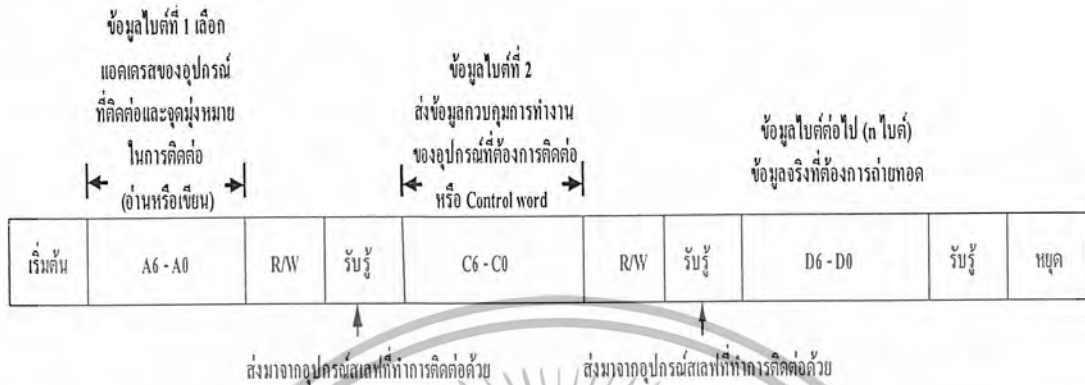 ข้อมูลไบต์ที่ 1 เลือก
แอดเดรสของอุปกรณ์
ที่ติดต่อและจุดมุ่งหมาย
ในการติดต่อ
(อ่านหรือเขียน)
ข้อมูลไบต์ที่ 2
ส่งข้อมูลควบคุมการทำงาน
ของอุปกรณ์ที่ต้องการติดต่อ
หรือ Control word
ข้อมูลไบต์ต่อไป (n ไบต์)
ข้อมูลจริงที่ต้องการถ่ายทอด
เริ่มต้น
A6 - A0
R/W
รับรู้
C6 - C0
R/W
รับรู้
D6 - D0
รับรู้
หยุด
ส่งมาจากอุปกรณ์สเลฟที่ทำการติดต่อด้วย
ส่งมาจากอุปกรณ์สเลฟที่ทำการติดต่อด้วย